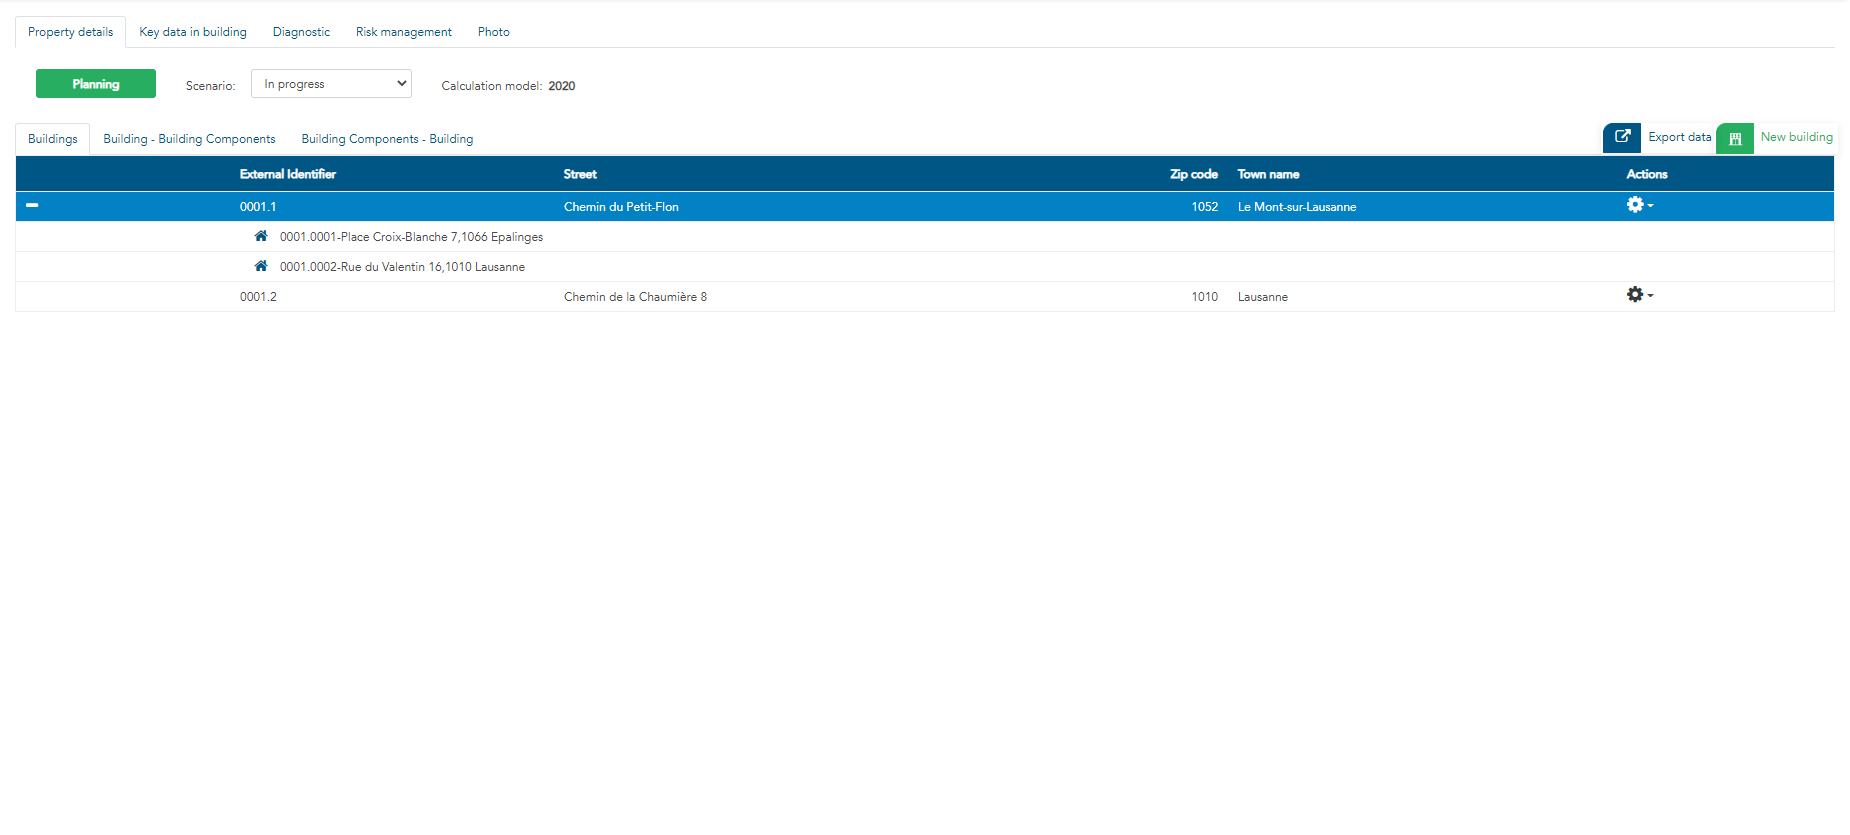 Property details Key data in building Diagnostic Risk management Photo
Planning Scenario: In progress Calculation model: 2020
Buildings Building - Building Components Building Components - Building Export data New building
External Identifier Street Zip code Town name Actions
0001.1 Chemin du Petit-Flon 1052 Le Mont-sur-Lausanne
0001.0001-Place Croix-Blanche 7,1066 Epalinges
0001.0002-Rue du Valentin 16,1010 Lausanne
0001.2 Chemin de la Chaumière 8 1010 Lausanne